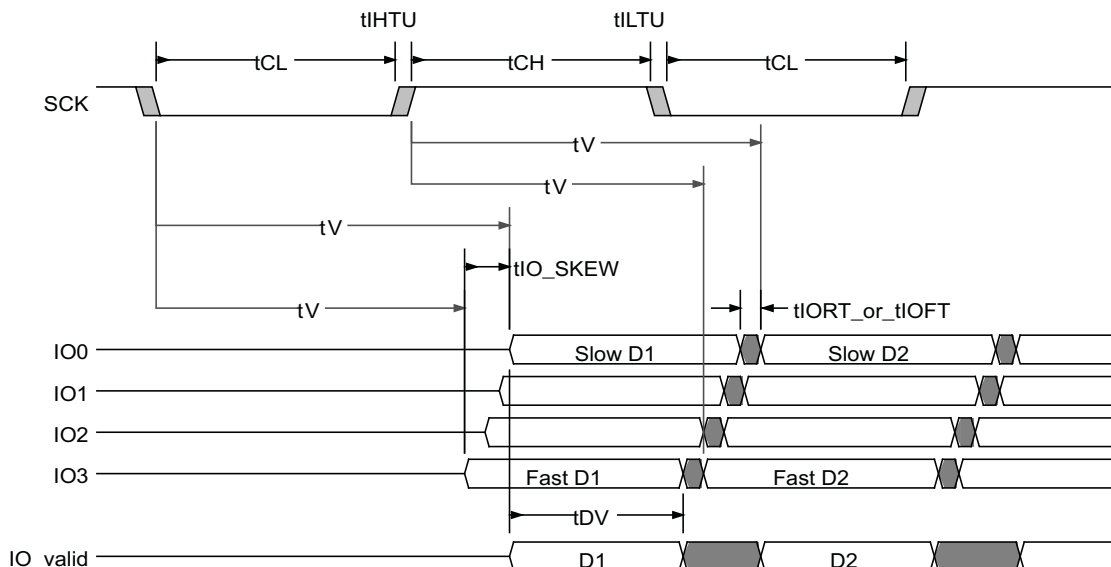 tIHTU tILTU
tCL tCH tCL
SCK
tV
tV
tV
tIO_SKEW
tV tIORT_or_tIOFT
IO0 Slow D1 Slow D2
IO1
IO2
IO3 Fast D1 Fast D2
tDV
IO_valid D1 D2